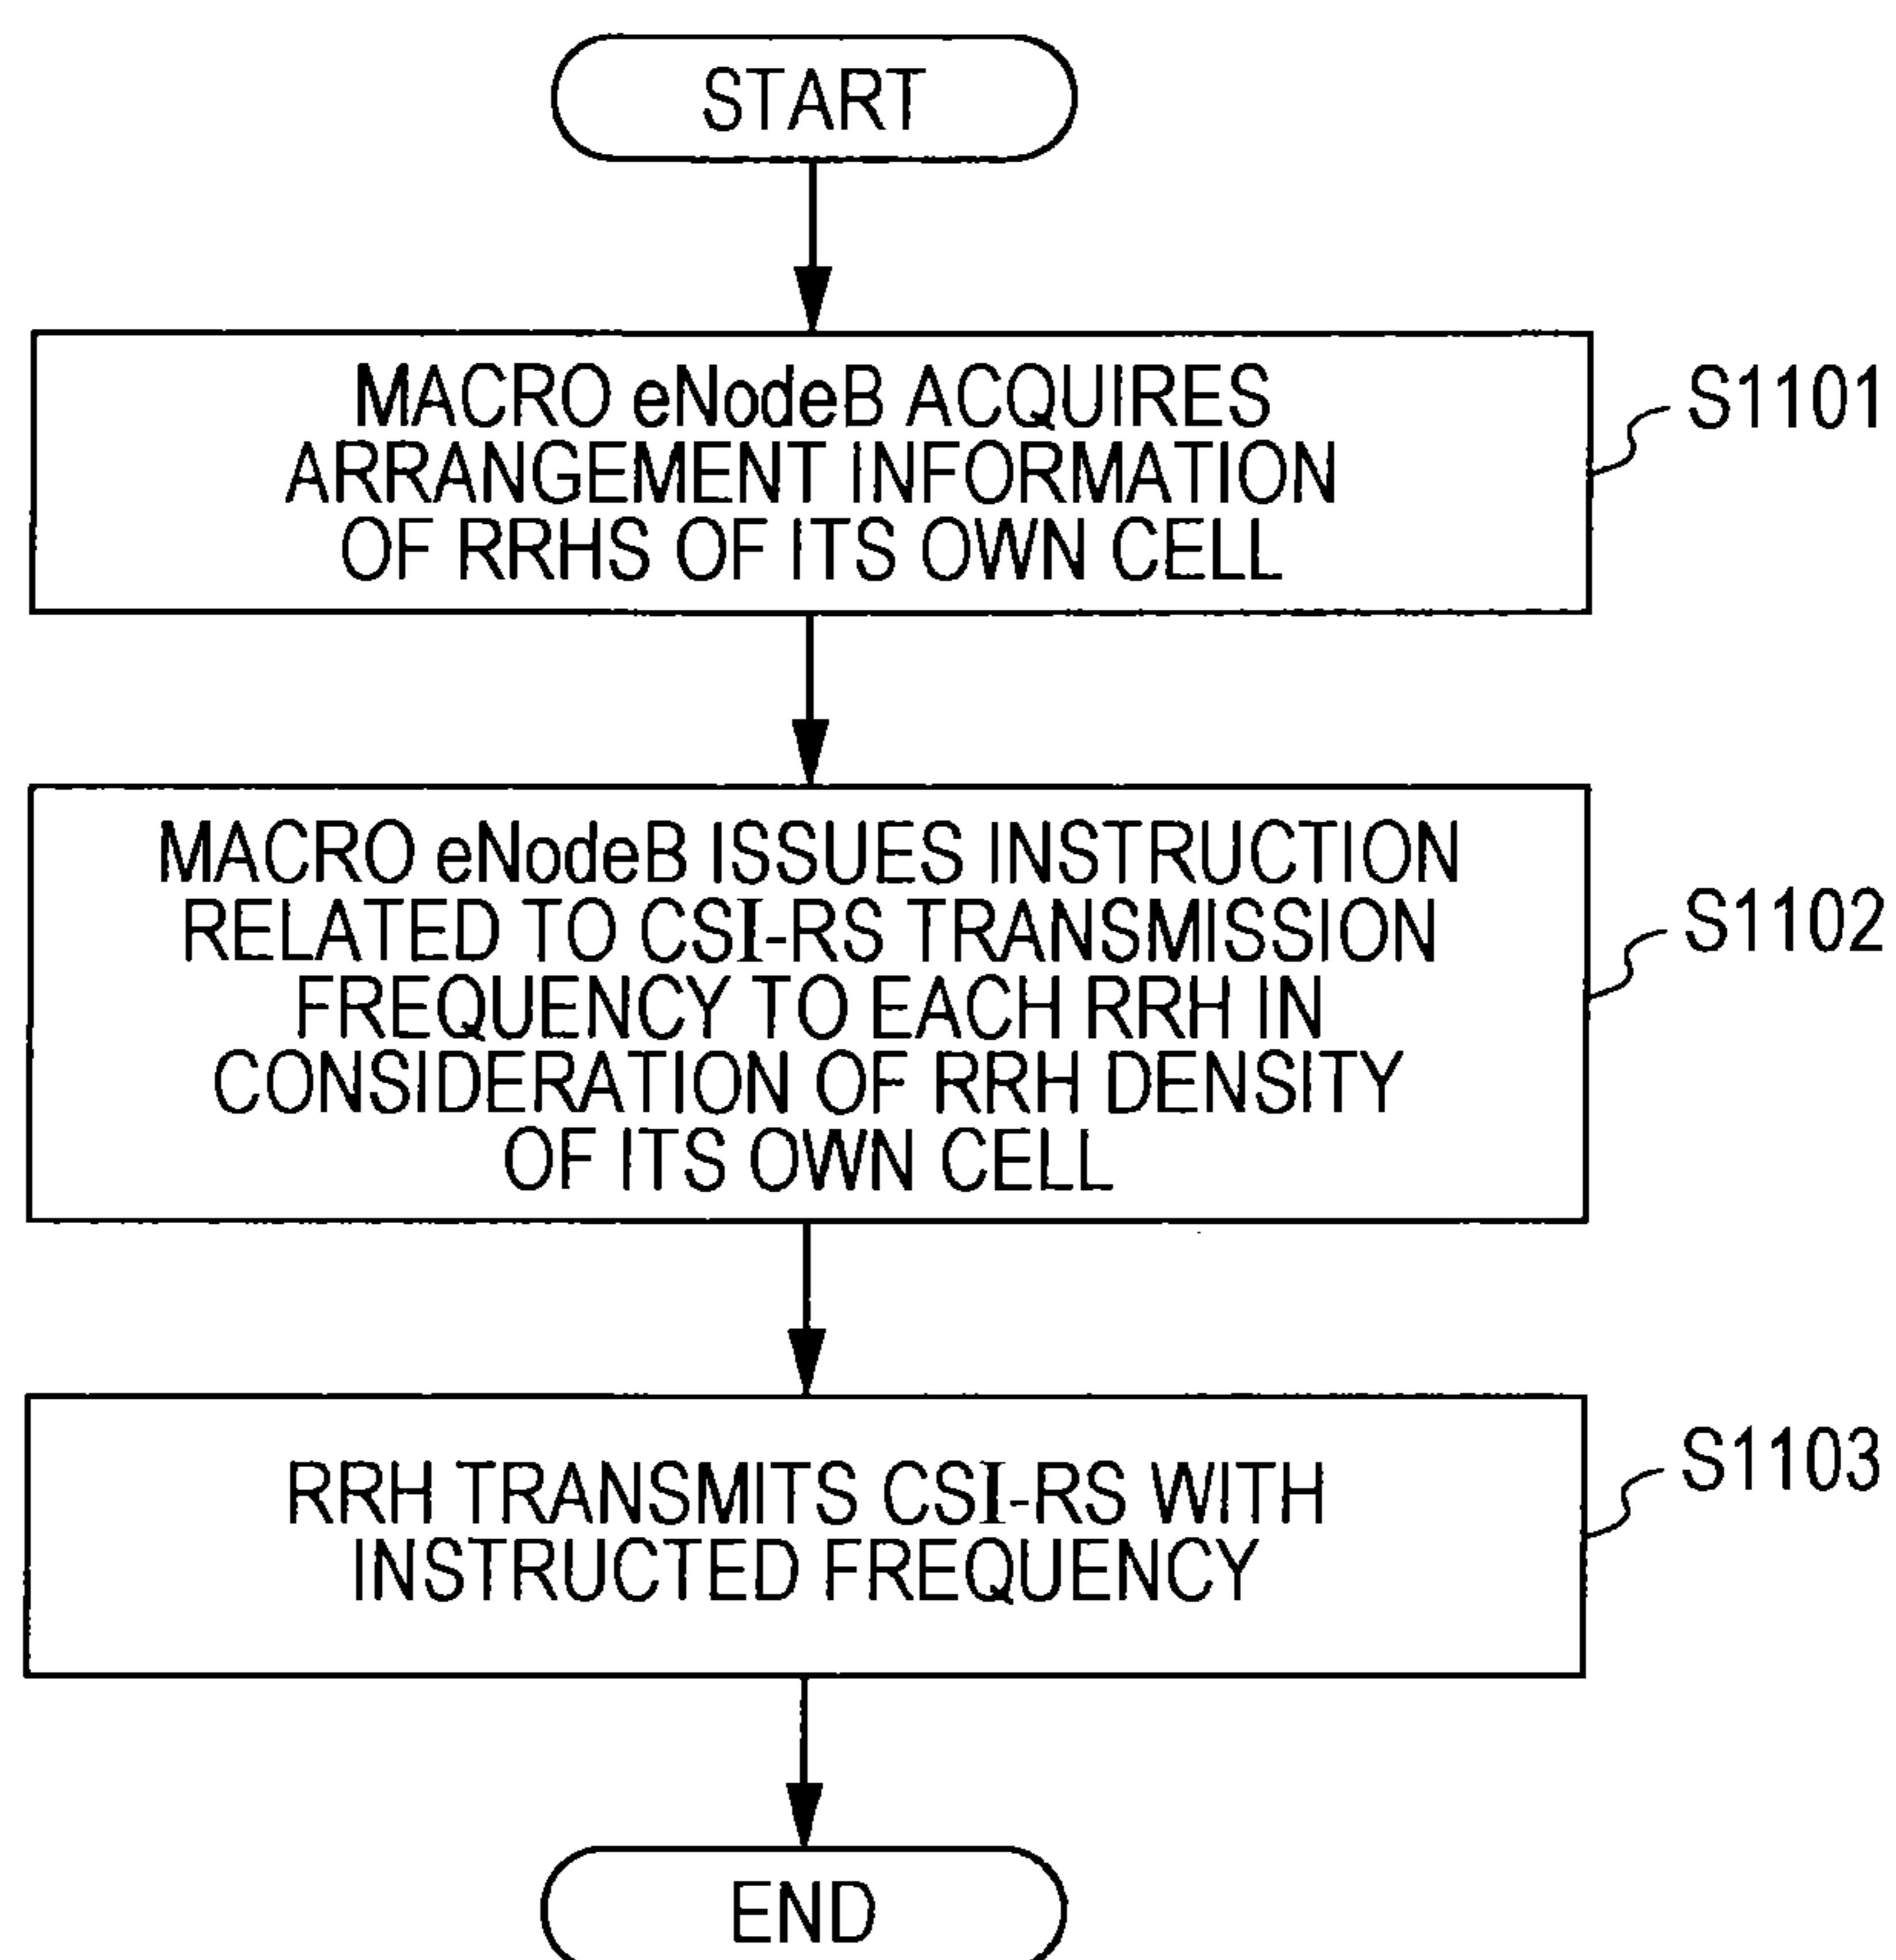 START
MACRO eNodeB ACQUIRES
ARRANGEMENT INFORMATION
OF RRHS OF ITS OWN CELL
S1101
MACRO eNodeB ISSUES INSTRUCTION
RELATED TO CSI-RS TRANSMISSION
FREQUENCY TO EACH RRH IN
CONSIDERATION OF RRH DENSITY
OF ITS OWN CELL
S1102
RRH TRANSMITS CSI-RS WITH
INSTRUCTED FREQUENCY
S1103
END